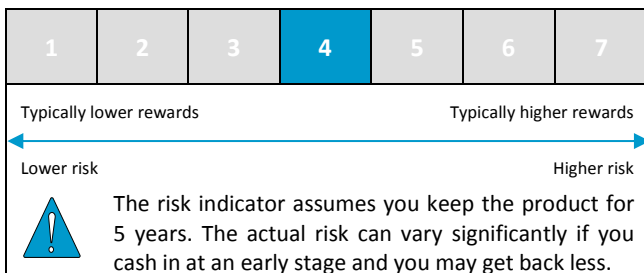 1 2 3 4 5 6 7
Typically lower rewards Typically higher rewards
Lower risk Higher risk
The risk indicator assumes you keep the product for
5 years. The actual risk can vary significantly if you
cash in at an early stage and you may get back less.